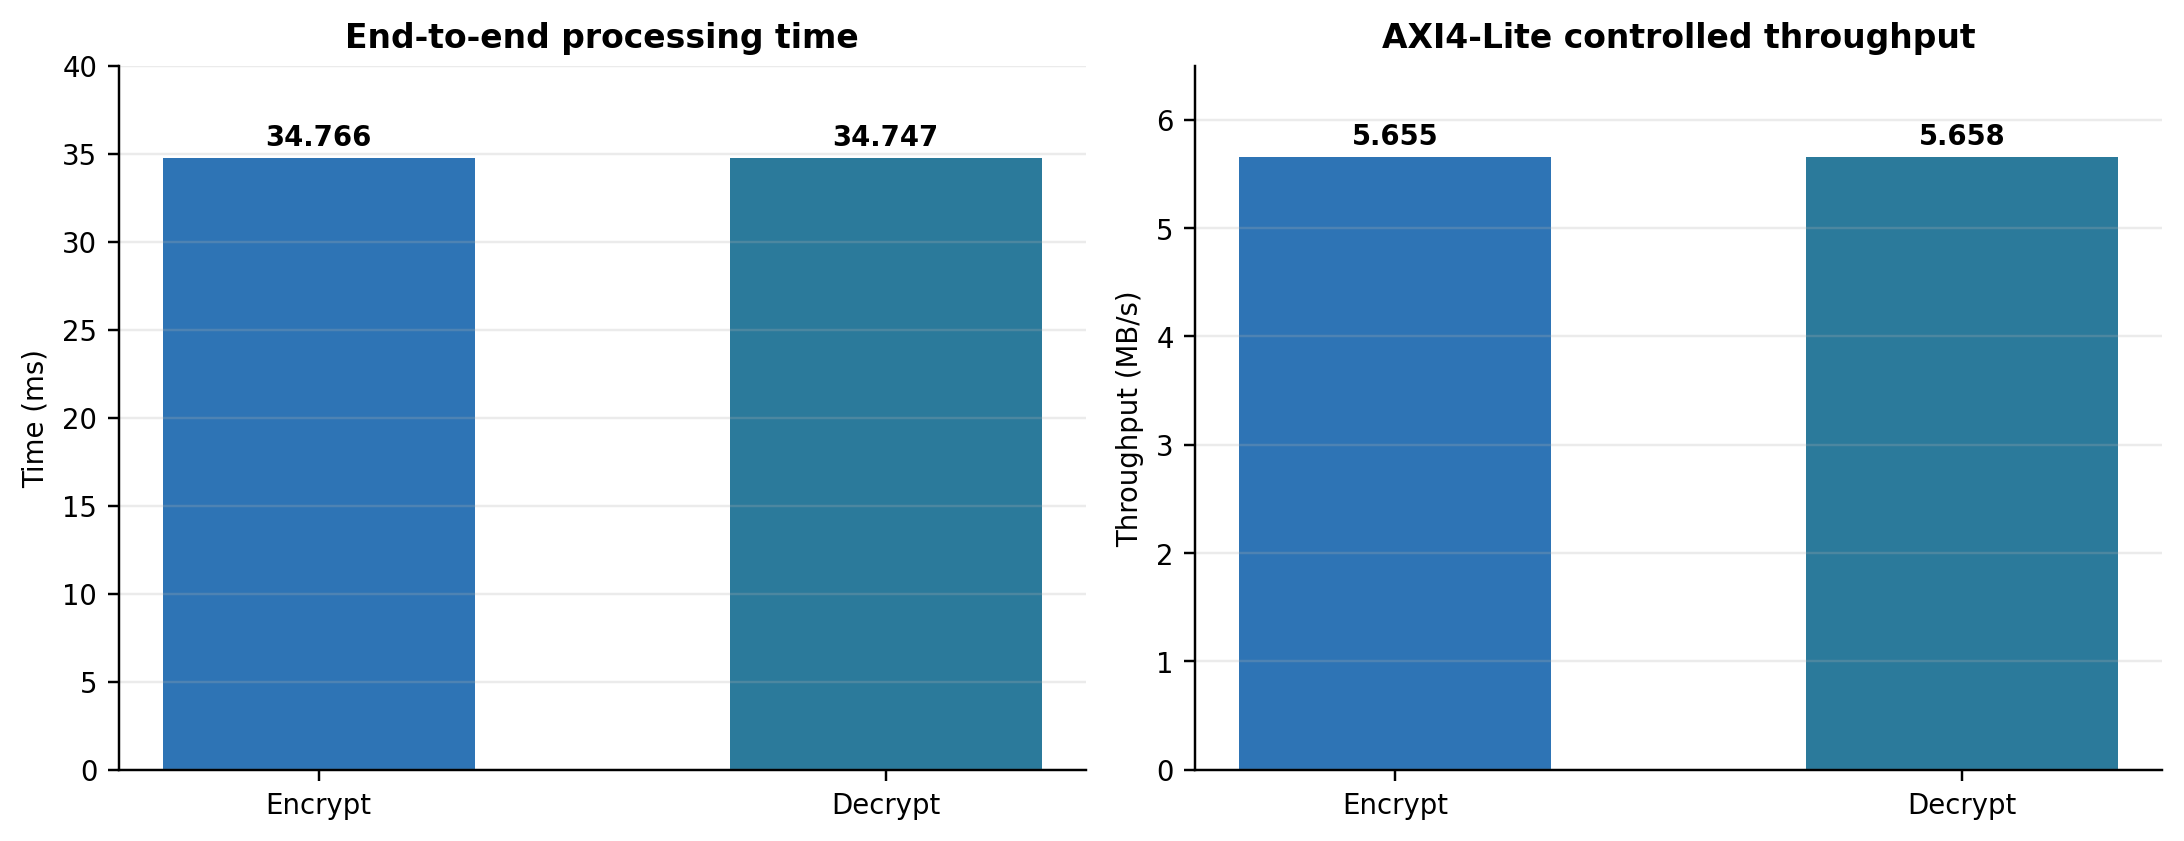 End-to-end processing time
40
35
30
25
20
15
10
5
0
Time (ms)
34.766
34.747
Encrypt
Decrypt
AXI4-Lite controlled throughput
6
5
4
3
2
1
0
Throughput (MB/s)
5.655
5.658
Encrypt
Decrypt